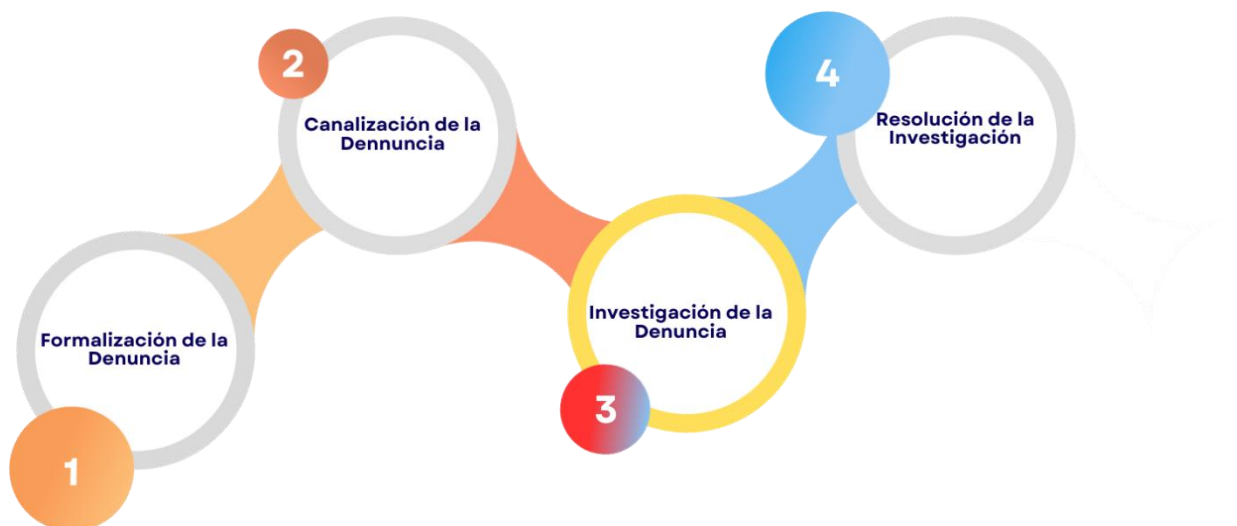 1
Formalización de la
Denuncia
2
Canalización de la
Dennuncia
3
Investigación de la
Denuncia
4
Resolución de la
Investigación